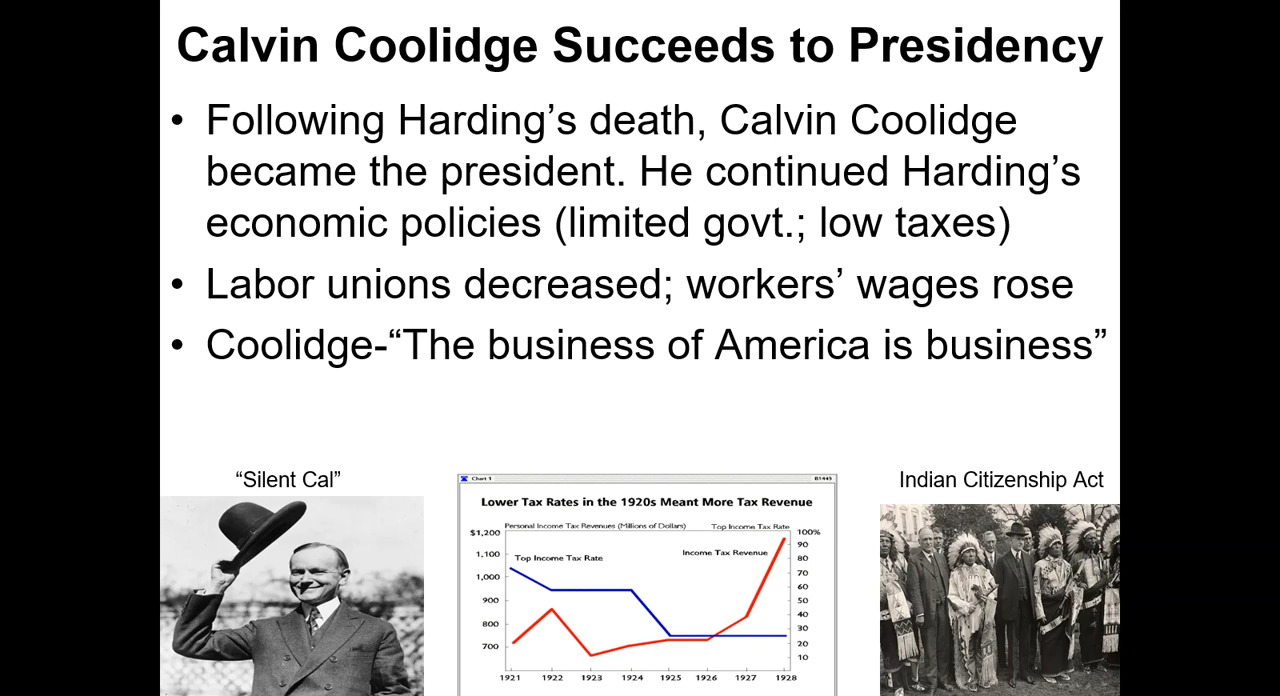 Calvin Coolidge Succeeds to Presidency
• Following Harding’s death, Calvin Coolidge
became the president. He continued Harding’s
economic policies (limited govt.; low taxes)
• Labor unions decreased; workers’ wages rose
• Coolidge-“The business of America is business”
“Silent Cal”
Chart 1 B1443
Lower Tax Rates in the 1920s Meant More Tax Revenue
Personal Income Tax Revenues (Millions of Dollars) Top Income Tax Rate
$1,200 100%
90
1,100 Top Income Tax Rate Income Tax Revenue 80
70
1,000
60
900 50
40
800 30
700 20
10
1921 1922 1923 1924 1925 1926 1927 1928
Indian Citizenship Act